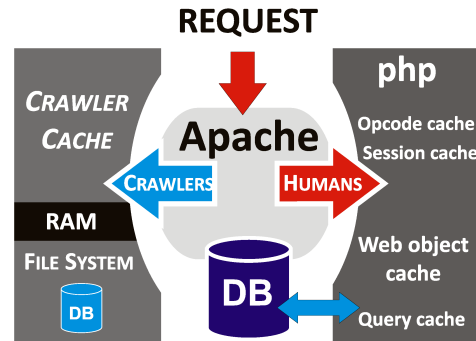 REQUEST
CRAWLER
CACHE
RAM
FILE SYSTEM
DB
Apache
CRAWLERS
HUMANS
DB
php
Opcode cache
Session cache
Web object
cache
Query cache